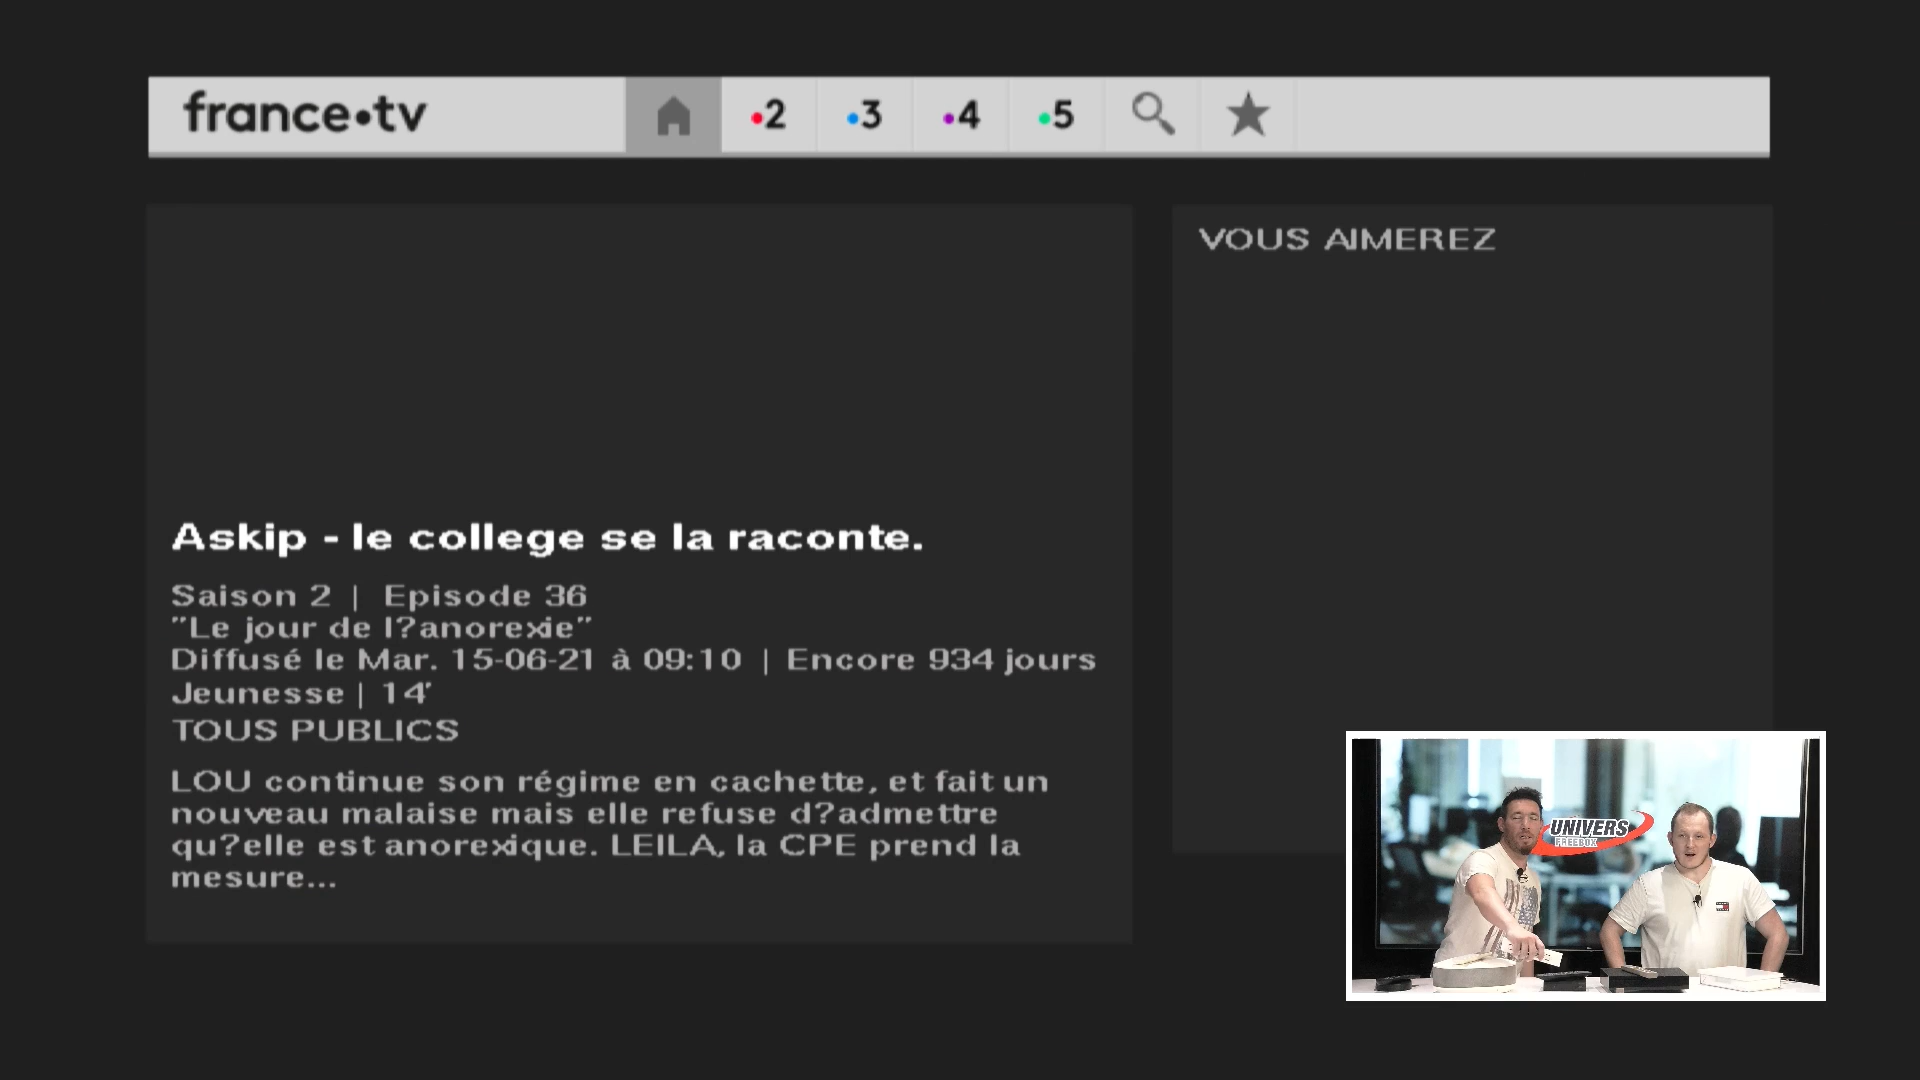 france•tv
•2 •3 •4 •5
VOUS AIMEREZ
Askip - le college se la raconte.
Saison 2 | Episode 36
"Le jour de l?anorexie"
Diffusé le Mar. 15-06-21 à 09:10 | Encore 934 jours
Jeunesse | 14'
TOUS PUBLICS
LOU continue son régime en cachette, et fait un
nouveau malaise mais elle refuse d?admettre
qu?elle est anorexique. LEILA, la CPE prend la
mesure...
UNIVERS
FREEBOX